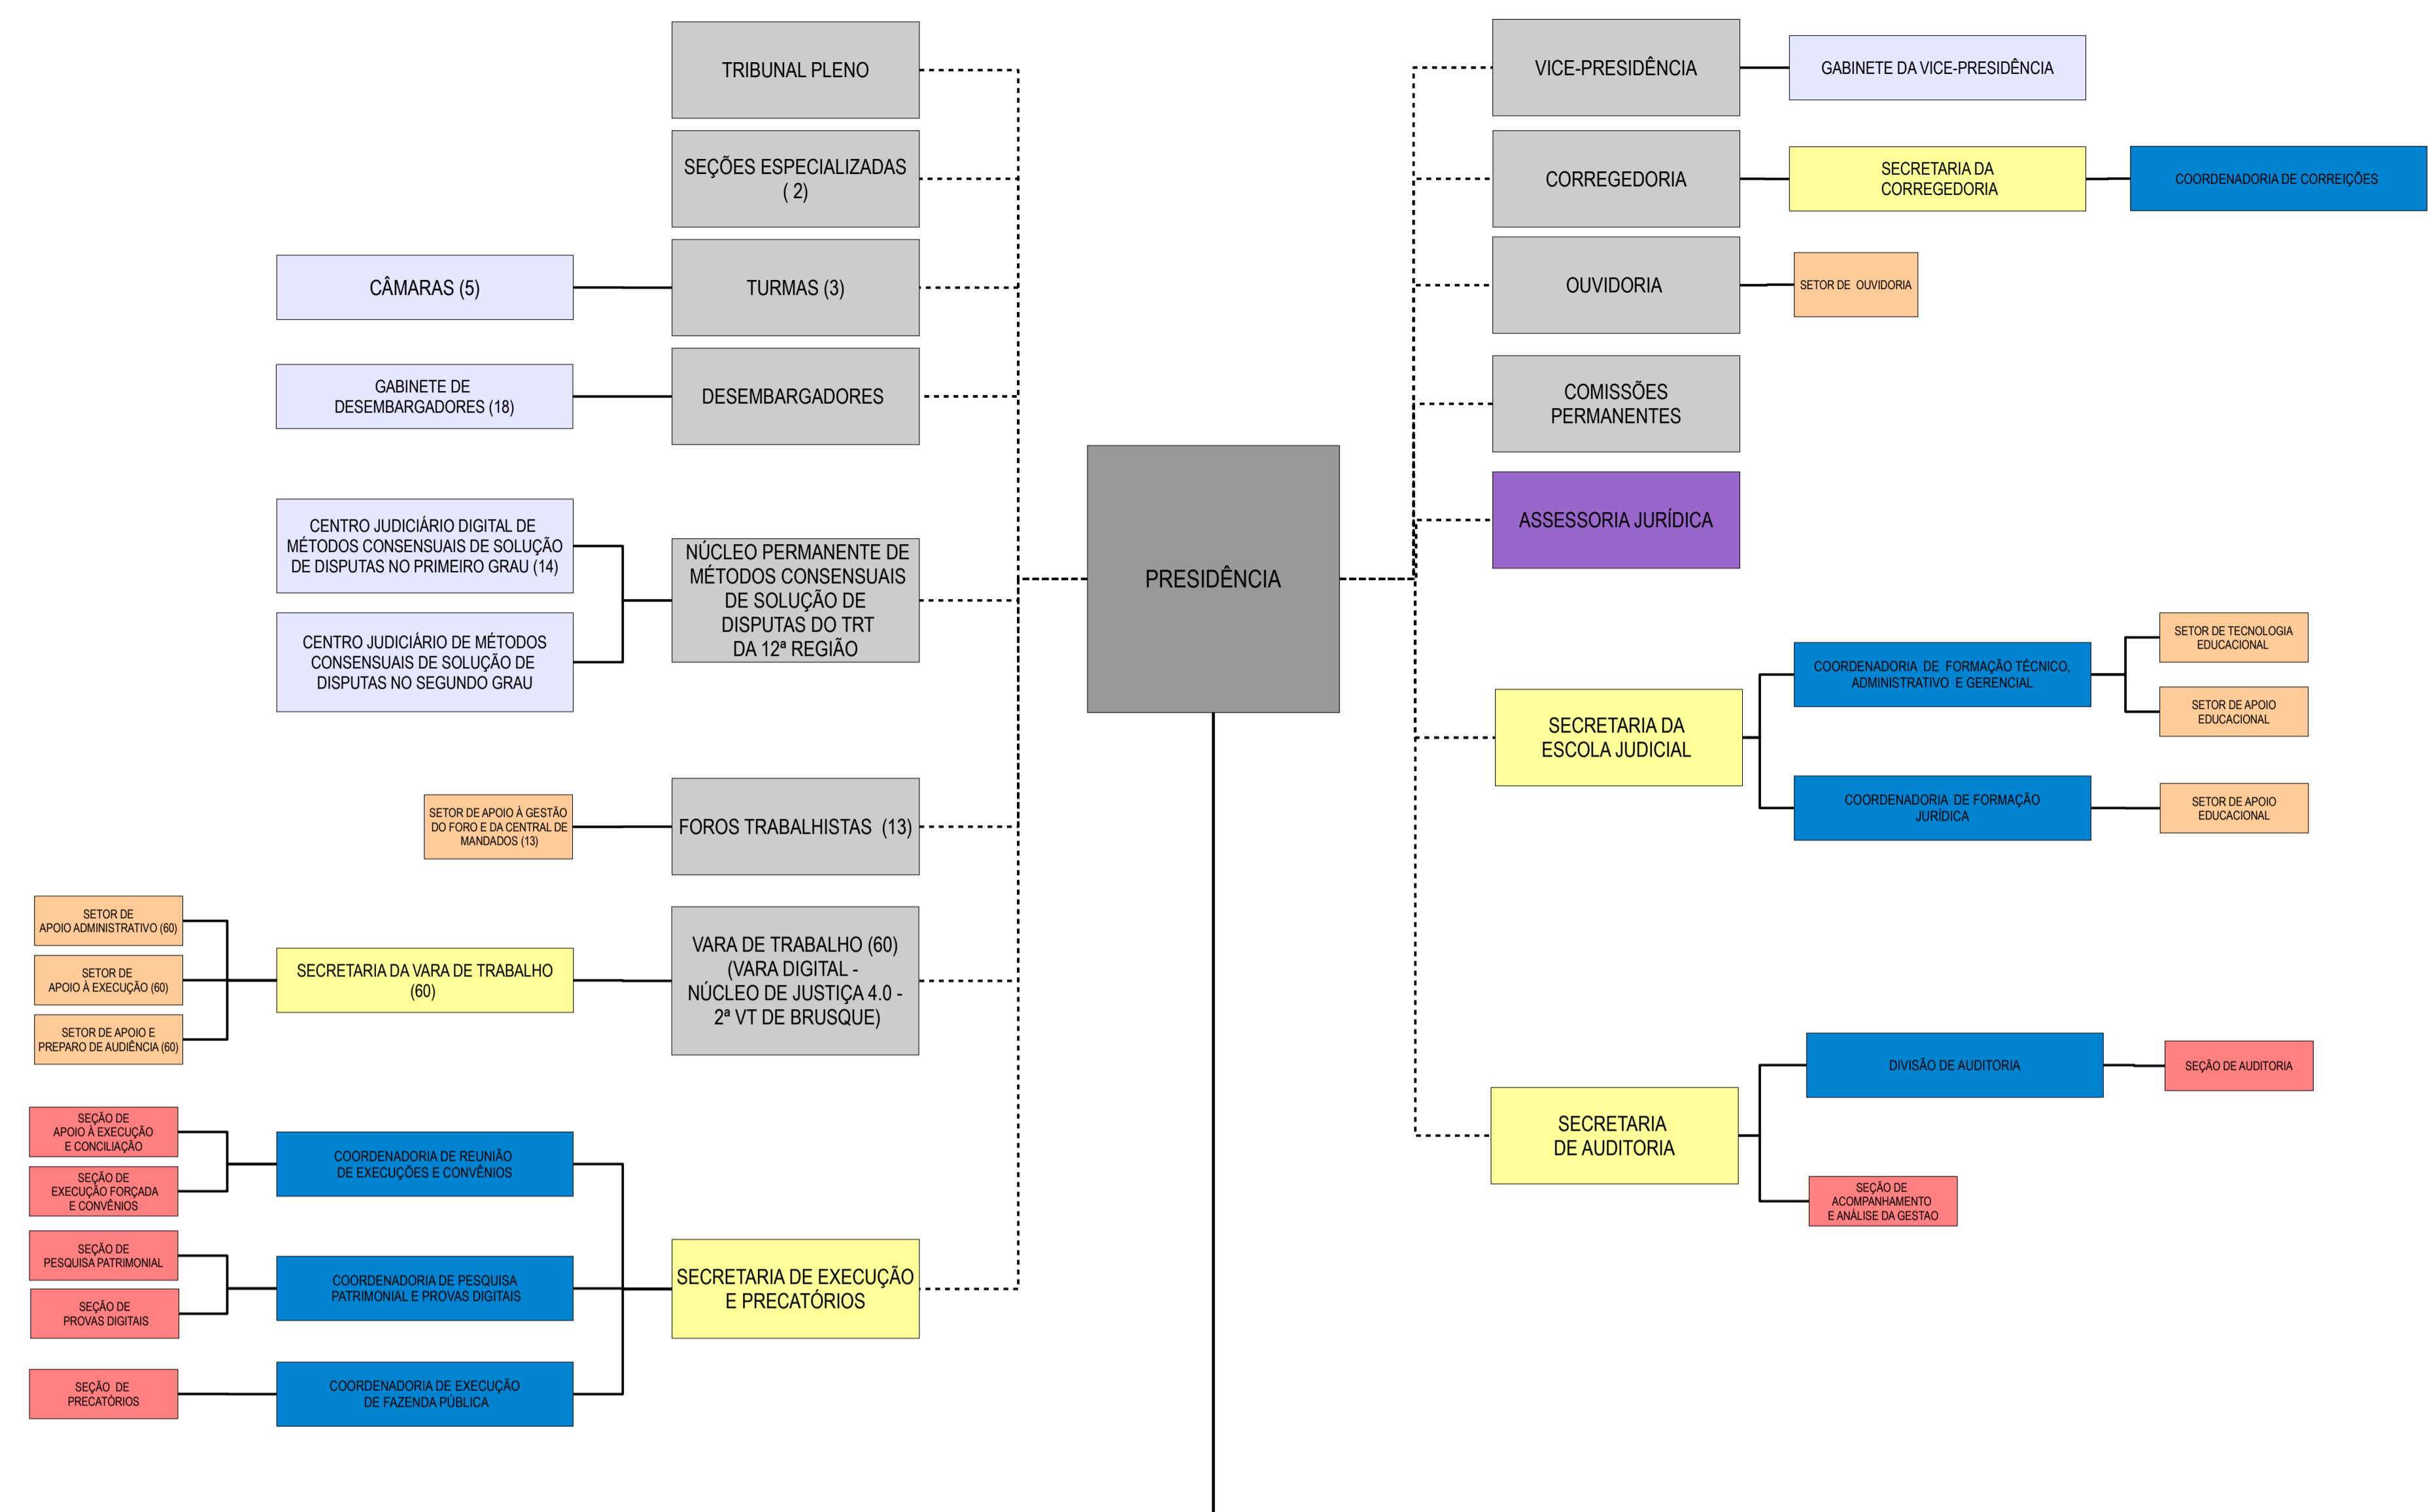 TRIBUNAL PLENO
SEÇÕES ESPECIALIZADAS
( 2)
CÂMARAS (5)
TURMAS (3)
GABINETE DE
DESEMBARGADORES (18)
DESEMBARGADORES
CENTRO JUDICIÁRIO DIGITAL DE
MÉTODOS CONSENSUAIS DE SOLUÇÃO
DE DISPUTAS NO PRIMEIRO GRAU (14)
CENTRO JUDICIÁRIO DE MÉTODOS
CONSENSUAIS DE SOLUÇÃO DE
DISPUTAS NO SEGUNDO GRAU
NÚCLEO PERMANENTE DE
MÉTODOS CONSENSUAIS
DE SOLUÇÃO DE
DISPUTAS DO TRT
DA 12ª REGIÃO
SETOR DE APOIO À GESTÃO
DO FORO E DA CENTRAL DE
MANDADOS (13)
FOROS TRABALHISTAS (13)
SETOR DE
APOIO ADMINISTRATIVO (60)
SETOR DE
APOIO À EXECUÇÃO (60)
SETOR DE APOIO E
PREPARO DE AUDIÊNCIA (60)
SECRETARIA DA VARA DE TRABALHO
(60)
VARA DE TRABALHO (60)
(VARA DIGITAL -
NÚCLEO DE JUSTIÇA 4.0 -
2ª VT DE BRUSQUE)
SEÇÃO DE
APOIO À EXECUÇÃO
E CONCILIAÇÃO
SEÇÃO DE
EXECUÇÃO FORÇADA
E CONVÊNIOS
COORDENADORIA DE REUNIÃO
DE EXECUÇÕES E CONVÊNIOS
SEÇÃO DE
PESQUISA PATRIMONIAL
SEÇÃO DE
PROVAS DIGITAIS
COORDENADORIA DE PESQUISA
PATRIMONIAL E PROVAS DIGITAIS
SEÇÃO DE
PRECATÓRIOS
COORDENADORIA DE EXECUÇÃO
DE FAZENDA PÚBLICA
SECRETARIA DE EXECUÇÃO
E PRECATÓRIOS
PRESIDÊNCIA
VICE-PRESIDÊNCIA
GABINETE DA VICE-PRESIDÊNCIA
CORREGEDORIA
SECRETARIA DA
CORREGEDORIA
COORDENADORIA DE CORREIÇÕES
OUVIDORIA
SETOR DE OUVIDORIA
COMISSÕES
PERMANENTES
ASSESSORIA JURÍDICA
SECRETARIA DA
ESCOLA JUDICIAL
COORDENADORIA DE FORMAÇÃO TÉCNICO,
ADMINISTRATIVO E GERENCIAL
SETOR DE TECNOLOGIA
EDUCACIONAL
SETOR DE APOIO
EDUCACIONAL
COORDENADORIA DE FORMAÇÃO
JURÍDICA
SETOR DE APOIO
EDUCACIONAL
SECRETARIA
DE AUDITORIA
DIVISÃO DE AUDITORIA
SEÇÃO DE AUDITORIA
SEÇÃO DE
ACOMPANHAMENTO
E ANÁLISE DA GESTAO